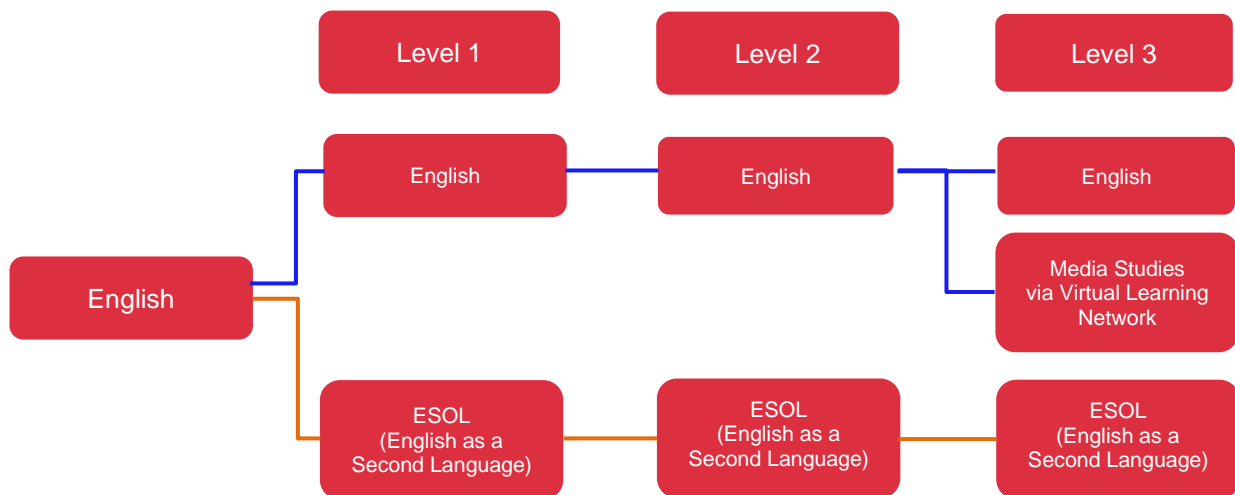 Level 1
Level 2
Level 3
English
English
English
English
Media Studies
via Virtual Learning
Network
ESOL
(English as a
Second Language)
ESOL
(English as a
Second Language)
ESOL
(English as a
Second Language)